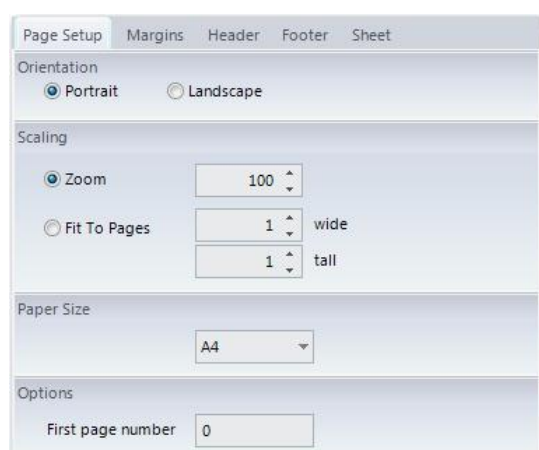 Page Setup Margins Header Footer Sheet
Orientation
Portrait Landscape
Scaling
Zoom 100
Fit To Pages 1 wide
1 tall
Paper Size
A4
Options
First page number 0